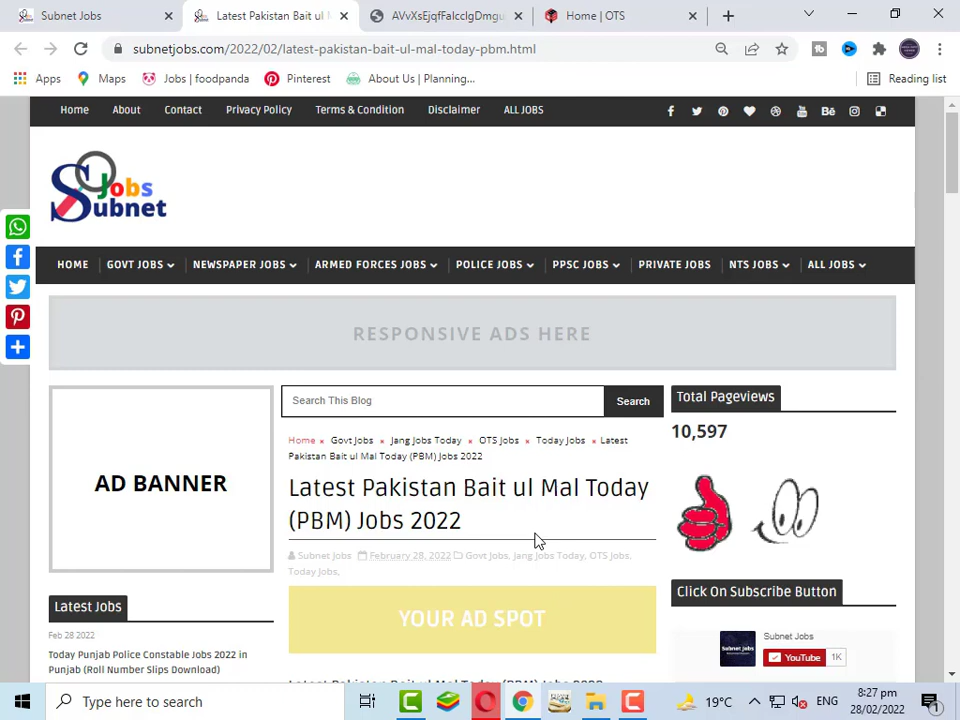 Subnet Jobs
Latest Pakistan Bait ul M
AVvXsEjqfFalccIgDmgu
Home | OTS
subnetjobs.com/2022/02/latest-pakistan-bait-ul-mal-today-pbm.html
Apps
Maps
Jobs | foodpanda
Pinterest
About Us | Planning...
Reading list
Home
About
Contact
Privacy Policy
Terms & Condition
Disclaimer
ALL JOBS
Jobs
Subnet
HOME
GOVT JOBS
NEWSPAPER JOBS
ARMED FORCES JOBS
POLICE JOBS
PPSC JOBS
PRIVATE JOBS
NTS JOBS
ALL JOBS
RESPONSIVE ADS HERE
AD BANNER
Search This Blog
Search
Total Pageviews
10,597
Home × Govt Jobs × Jang Jobs Today × OTS Jobs × Today Jobs × Latest
Pakistan Bait ul Mal Today (PBM) Jobs 2022
Latest Pakistan Bait ul Mal Today
(PBM) Jobs 2022
Subnet Jobs February 28, 2022 Govt Jobs, Jang Jobs Today, OTS Jobs,
Today Jobs,
YOUR AD SPOT
Latest Jobs
Feb 28 2022
Today Punjab Police Constable Jobs 2022 in
Punjab (Roll Number Slips Download)
Click On Subscribe Button
Subnet Jobs
Subnet Jobs
YouTube 1K
Type here to search
19°C
ENG
8:27 pm
28/02/2022
1